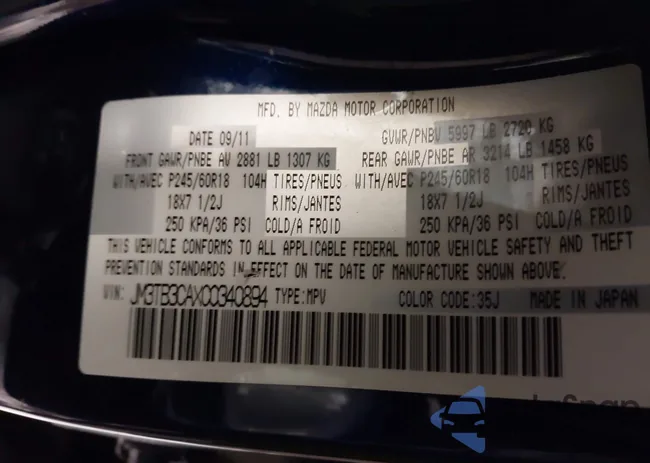 MFD. BY MAZDA MOTOR CORPORATION
DATE 09/11 GVWR/PNBV 5997 LB 2720 KG
FRONT GAWR/PNBE AV 2881 LB 1307 KG REAR GAWR/PNBE AR 3214 LB 1458 KG
WITH/AVEC P245/60R18 104H TIRES/PNEUS WITH/AVEC P245/60R18 104H TIRES/PNEUS
18X7 1/2J RIMS/JANTES 18X7 1/2J RIMS/JANTES
250 KPA/36 PSI COLD/A FROID 250 KPA/36 PSI COLD/A FROID
THIS VEHICLE CONFORMS TO ALL APPLICABLE FEDERAL MOTOR VEHICLE SAFETY AND THEFT
PREVENTION STANDARDS IN EFFECT ON THE DATE OF MANUFACTURE SHOWN ABOVE.
VIN: JM3TB3CAXC0340894 TYPE:MPV COLOR CODE:35J MADE IN JAPAN